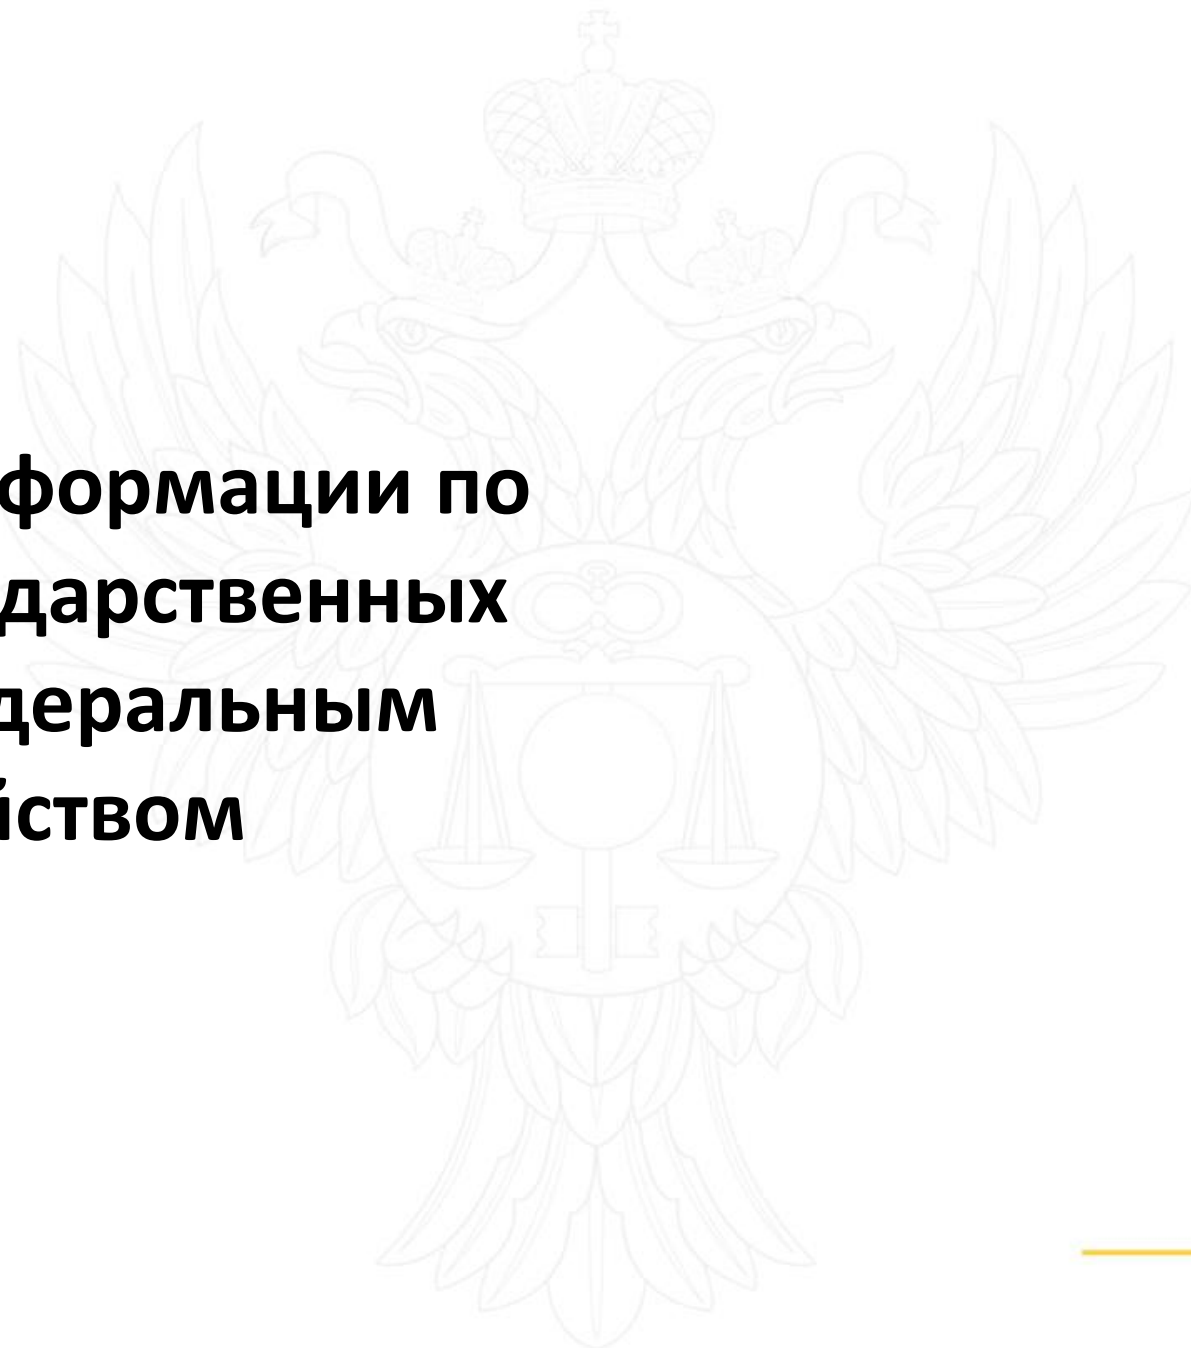 формации по
дарственных
деральным
йством